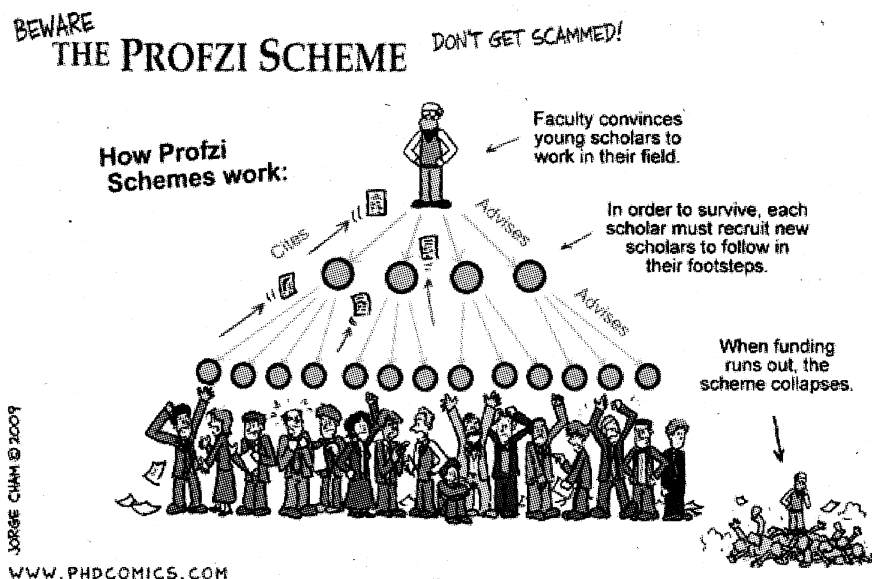 BEWARE
THE PROFZI SCHEME
DON'T GET SCAMMED!
How Profzi
Schemes work:
Faculty convinces
young scholars to
work in their field.
Cites
Advises
In order to survive, each
scholar must recruit new
scholars to follow in
their footsteps.
Advises
When funding
runs out, the
scheme collapses.
JORGE CHAM © 2009
WWW.PHDCOMICS.COM